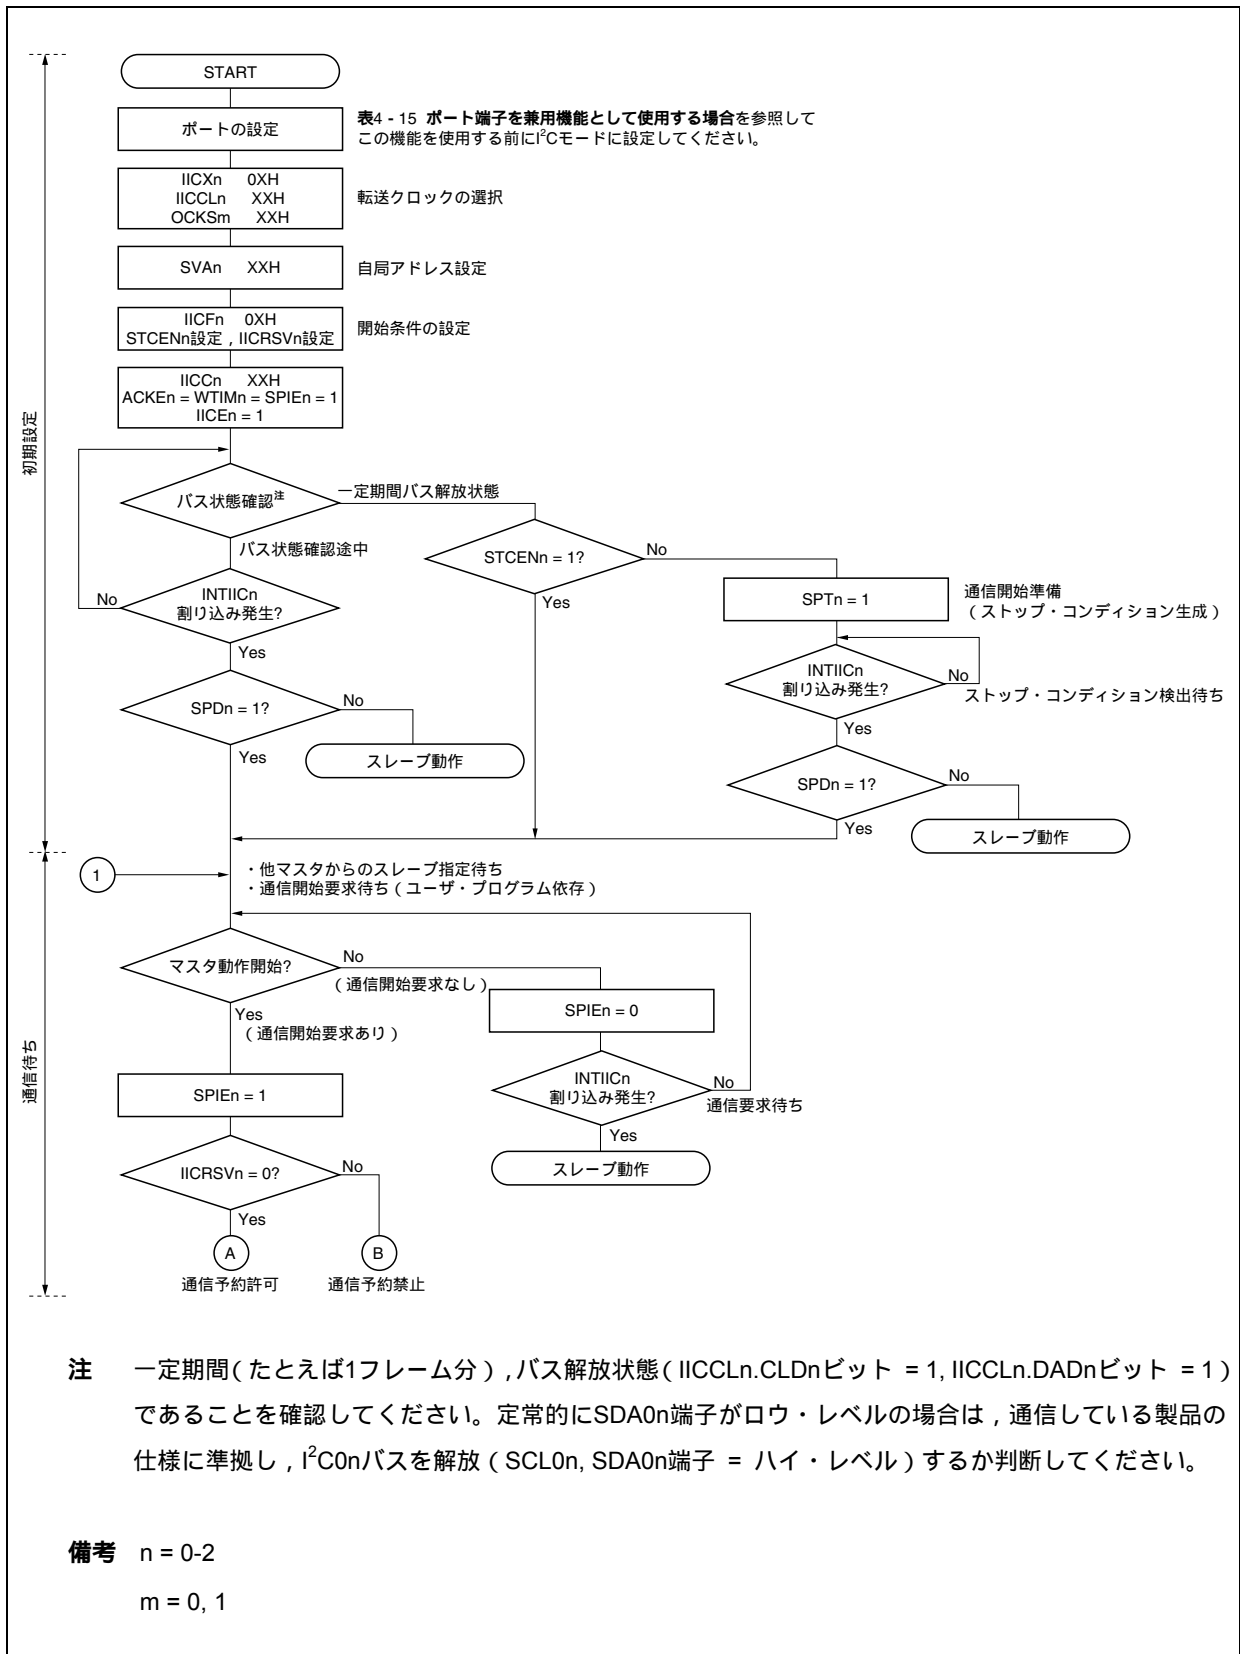 START
ポートの設定
表4 - 15 ポート端子を兼用機能として使用する場合を参照して
この機能を使用する前にI²Cモードに設定してください。
IICXn 0XH
IICCLn XXH
OCKSm XXH
転送クロックの選択
SVAn XXH
自局アドレス設定
IICFn 0XH
STCENn設定 , IICRSVn設定
開始条件の設定
IICCn XXH
ACKEn = WTIMn = SPIEn = 1
IICEn = 1
初期設定
バス状態確認注
一定期間バス解放状態
バス状態確認途中
STCENn = 1?
No
Yes
INTIICn
割り込み発生?
No
Yes
SPTn = 1
通信開始準備
（ストップ・コンディション生成）
INTIICn
割り込み発生?
No
ストップ・コンディション検出待ち
Yes
SPDn = 1?
No
Yes
スレーブ動作
SPDn = 1?
No
Yes
スレーブ動作
1
・他マスタからのスレーブ指定待ち
・通信開始要求待ち（ユーザ・プログラム依存）
通信待ち
マスタ動作開始?
No
（通信開始要求なし）
Yes
（通信開始要求あり）
SPIEn = 0
INTIICn
割り込み発生?
No
通信要求待ち
Yes
スレーブ動作
SPIEn = 1
IICRSVn = 0?
No
Yes
A
B
通信予約許可
通信予約禁止
注 一定期間（たとえば1フレーム分）, バス解放状態（IICCLn.CLDnビット = 1, IICCLn.DADnビット = 1）
であることを確認してください。定常的にSDA0n端子がロウ・レベルの場合は , 通信している製品の
仕様に準拠し , I²C0nバスを解放（SCL0n, SDA0n端子 = ハイ・レベル）するか判断してください。
備考 n = 0-2
m = 0, 1